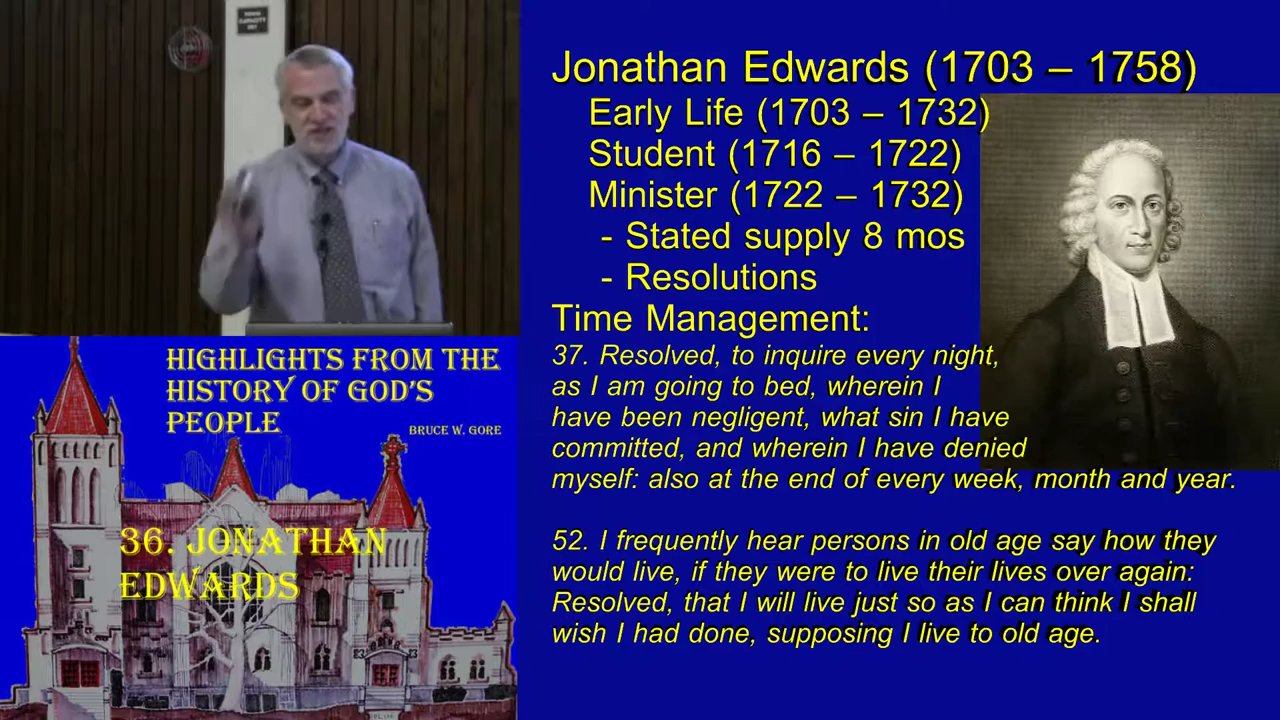 Jonathan Edwards (1703 – 1758)
Early Life (1703 – 1732)
Student (1716 – 1722)
Minister (1722 – 1732)
- Stated supply 8 mos
- Resolutions
Time Management:
37. Resolved, to inquire every night,
as I am going to bed, wherein I
have been negligent, what sin I have
committed, and wherein I have denied
myself: also at the end of every week, month and year.
52. I frequently hear persons in old age say how they
would live, if they were to live their lives over again:
Resolved, that I will live just so as I can think I shall
wish I had done, supposing I live to old age.
HIGHLIGHTS FROM THE
HISTORY OF GOD'S
PEOPLE
BRUCE W. GORE
36. JONATHAN
EDWARDS